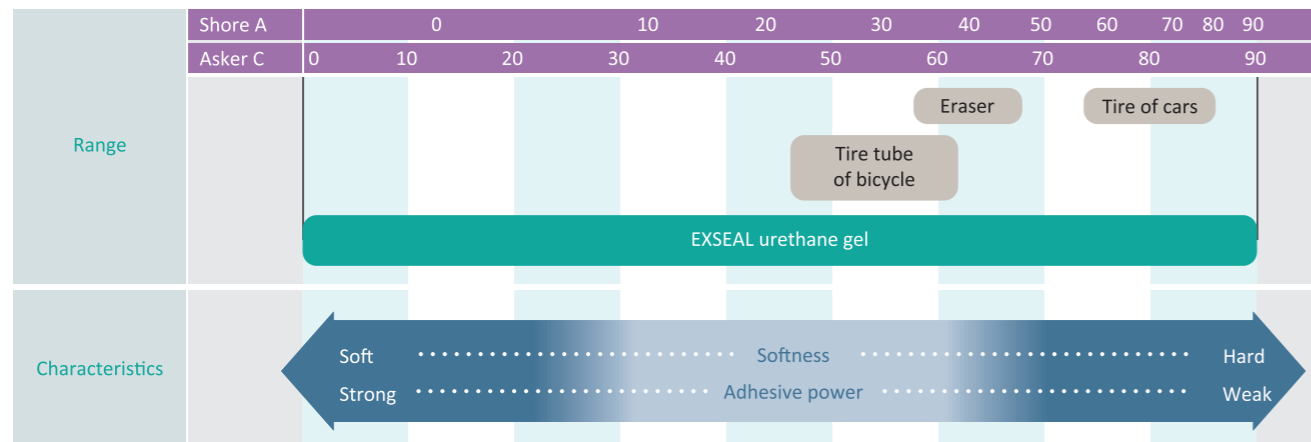 Shore A 0 10 20 30 40 50 60 70 80 90
Asker C 0 10 20 30 40 50 60 70 80 90
Range
Eraser
Tire of cars
Tire tube
of bicycle
EXSEAL urethane gel
Characteristics
Soft Softness Hard
Strong Adhesive power Weak